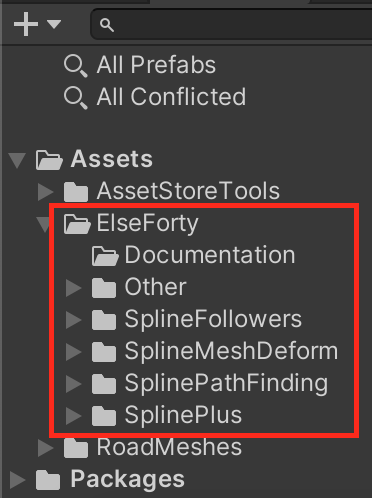 All Prefabs
All Conflicted
Assets
AssetStoreTools
ElseForty
Documentation
Other
SplineFollowers
SplineMeshDeform
SplinePathFinding
SplinePlus
RoadMeshes
Packages